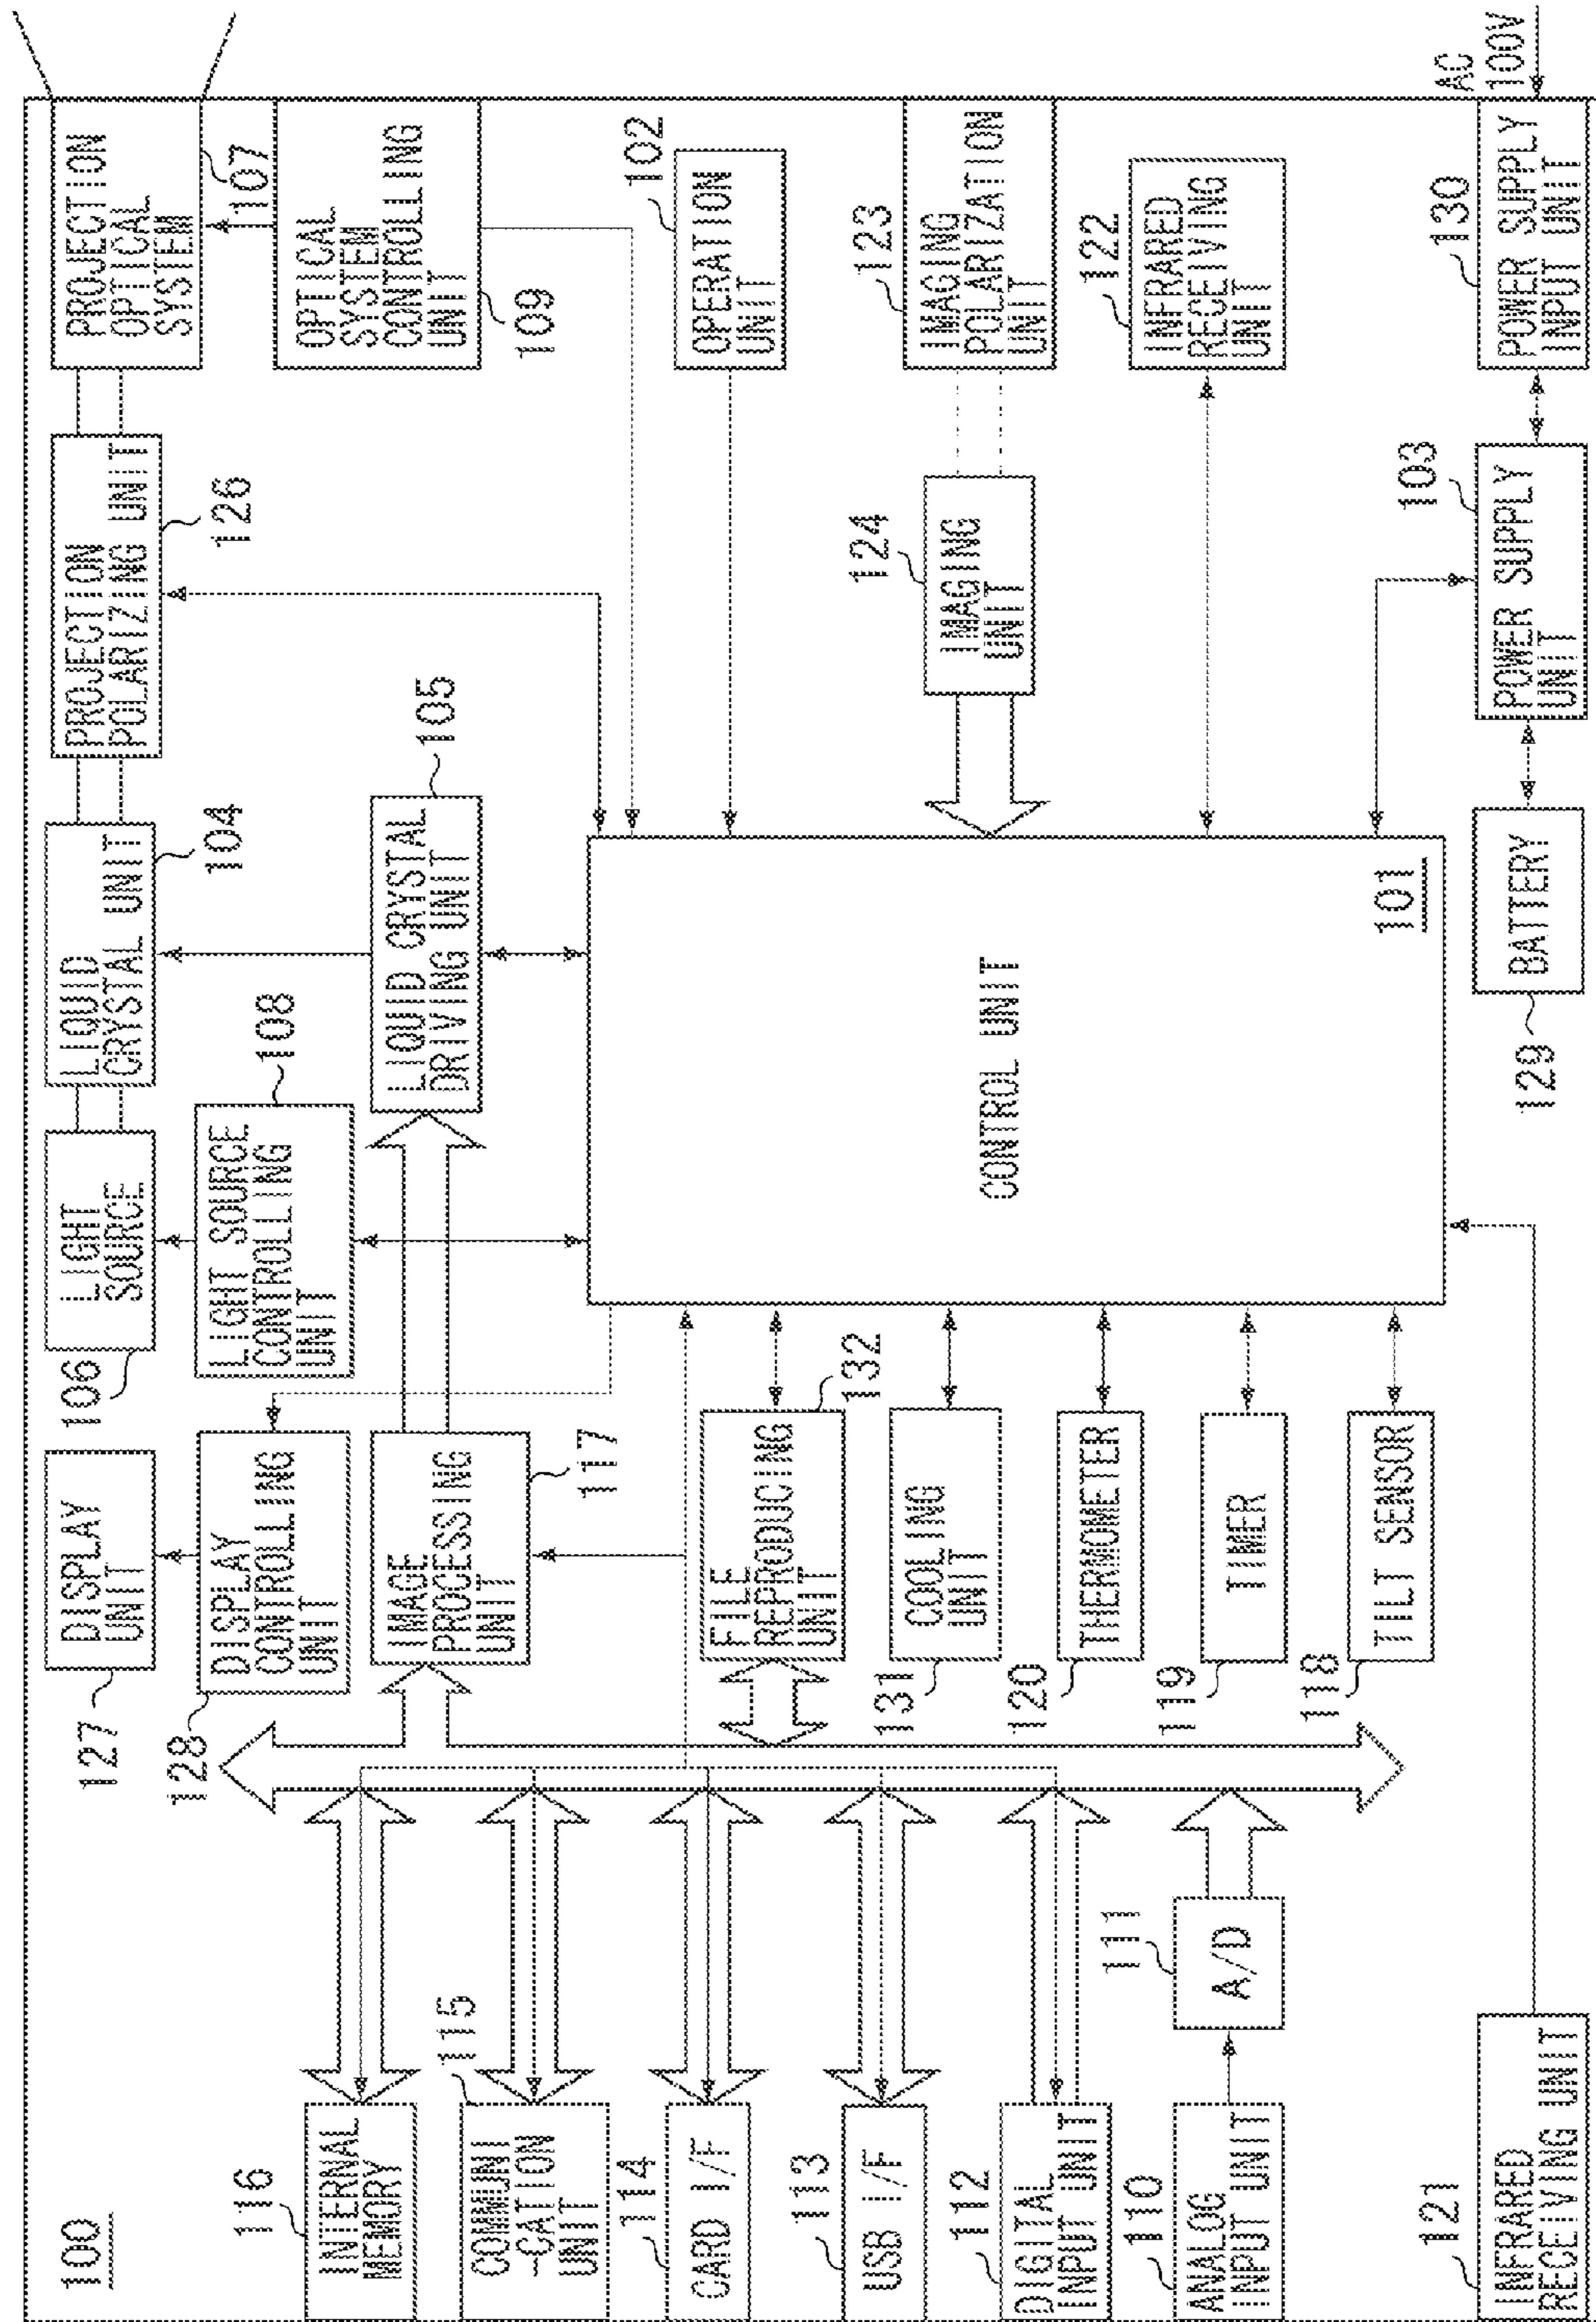 100
127
DISPLAY
UNIT
106
LIGHT
SOURCE
LIQUID
CRYSTAL UNIT
104
PROJECTION
POLARIZING UNIT
126
PROJECTION
OPTICAL
SYSTEM
107
128
DISPLAY
CONTROLLING
UNIT
LIGHT SOURCE
CONTROLLING
UNIT
108
OPTICAL
SYSTEM
CONTROLLING
UNIT
109
116
INTERNAL
MEMORY
IMAGE
PROCESSING
UNIT
117
LIQUID CRYSTAL
DRIVING UNIT
105
115
COMMUNI
-CATION
UNIT
102
OPERATION
UNIT
114
CARD I/F
FILE
REPRODUCING
UNIT
132
113
USB I/F
131
COOLING
UNIT
CONTROL UNIT
101
124
IMAGING
UNIT
123
IMAGING
POLARIZATION
UNIT
112
DIGITAL
INPUT UNIT
120
THERMOMETER
122
INFRARED
RECEIVING
UNIT
110
ANALOG
INPUT UNIT
111
A/D
119
TIMER
118
TILT SENSOR
121
INFRARED
RECEIVING UNIT
129
BATTERY
103
POWER SUPPLY
UNIT
130
POWER SUPPLY
INPUT UNIT
AC
100V